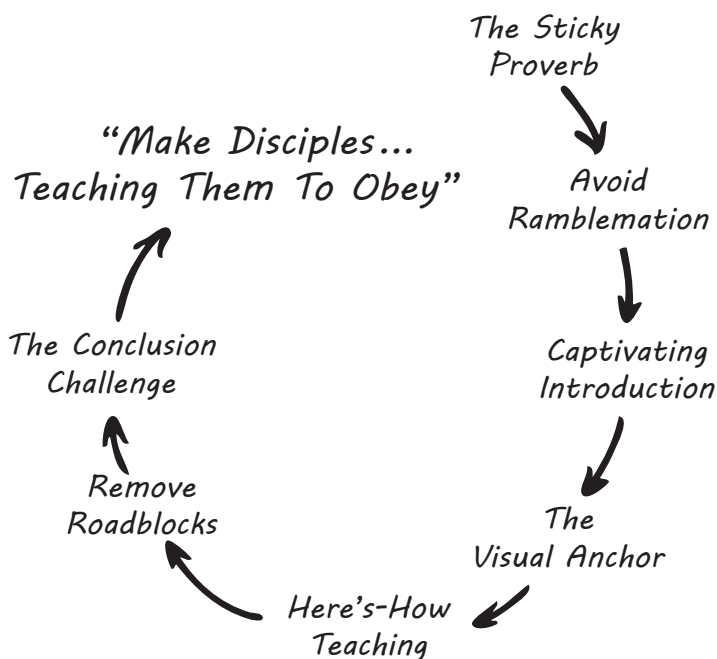 The Sticky
Proverb
Avoid
Ramblemation
Captivating
Introduction
The
Visual Anchor
Here's-How
Teaching
Remove
Roadblocks
The Conclusion
Challenge
“Make Disciples...
Teaching Them To Obey”